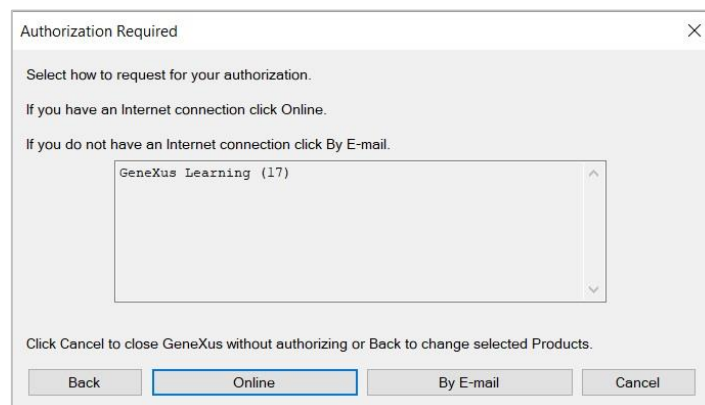 Authorization Required
Select how to request for your authorization.
If you have an Internet connection click Online.
If you do not have an Internet connection click By E-mail.
GeneXus Learning (17)
Click Cancel to close GeneXus without authorizing or Back to change selected Products.
Back Online By E-mail Cancel